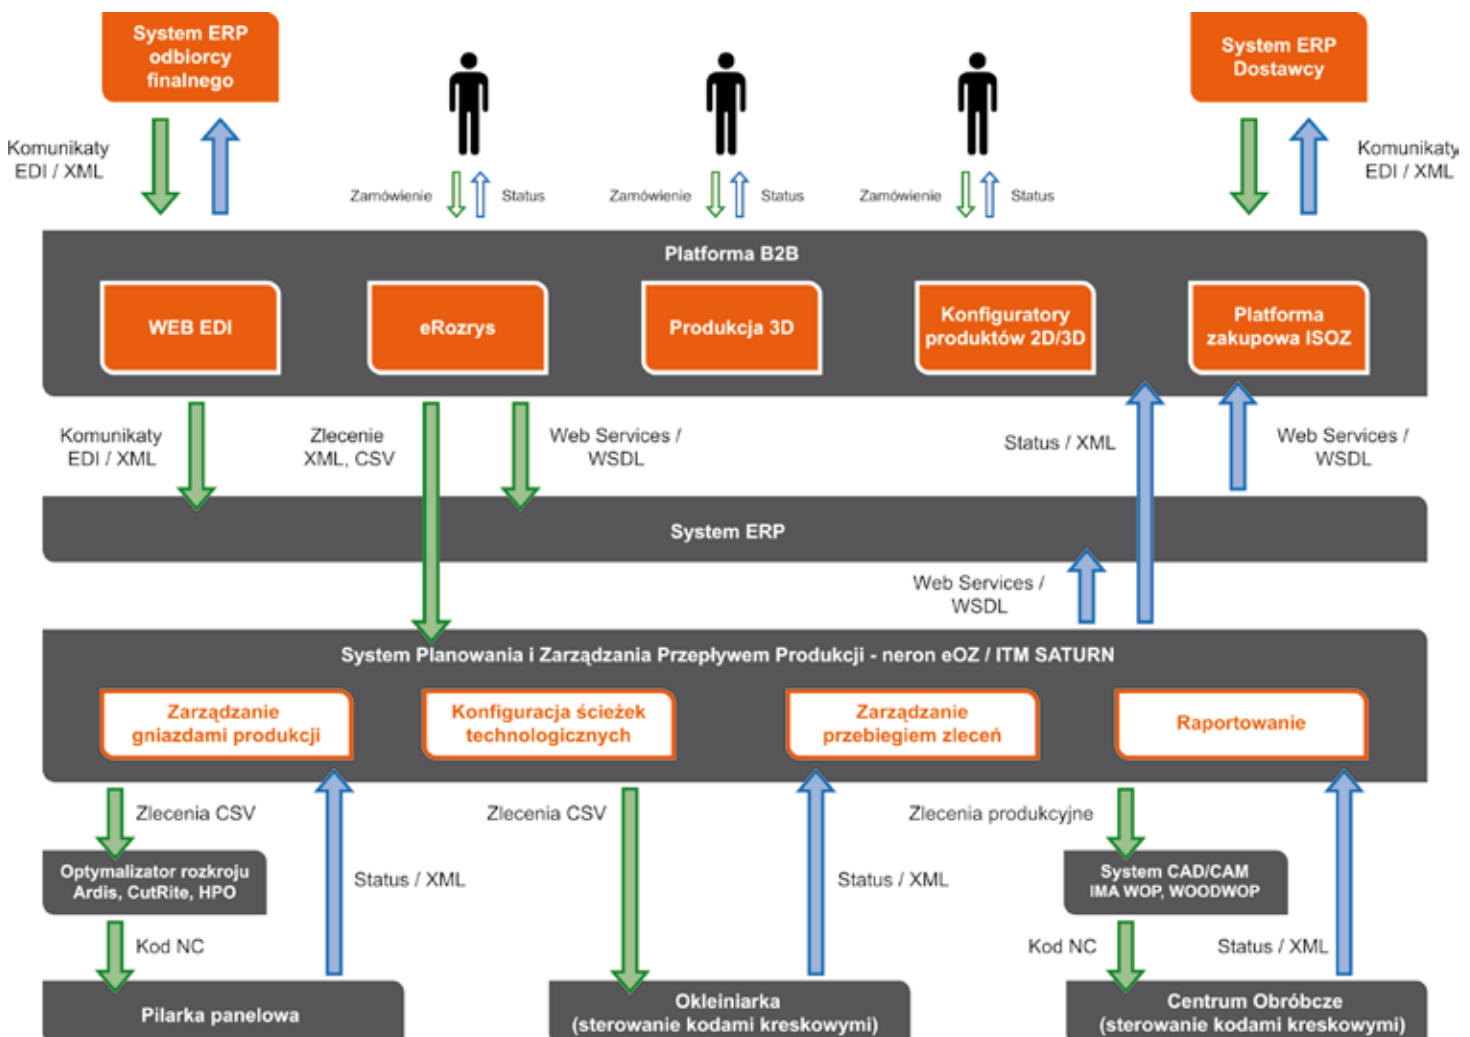 System ERP
odbiorcy
finalnego
System ERP
Dostawcy
Komunikaty
EDI / XML
Komunikaty
EDI / XML
Zamówienie
Status
Zamówienie
Status
Zamówienie
Status
Platforma B2B
WEB EDI
eRozrys
Produkcja 3D
Konfiguratory
produktów 2D/3D
Platforma
zakupowa ISOZ
Komunikaty
EDI / XML
Zlecenie
XML, CSV
Web Services /
WSDL
Status / XML
Web Services /
WSDL
System ERP
Web Services /
WSDL
System Planowania i Zarządzania Przepływem Produkcji - neron eOZ / ITM SATURN
Zarządzanie
gniazdami produkcji
Konfiguracja ścieżek
technologicznych
Zarządzanie
przebiegiem zleceń
Raportowanie
Zlecenia CSV
Zlecenia CSV
Zlecenia produkcyjne
Optymalizator rozkroju
Ardis, CutRite, HPO
Status / XML
Status / XML
System CAD/CAM
IMA WOP, WOODWOP
Kod NC
Kod NC
Status / XML
Pilarka panelowa
Okleiniarka
(sterowanie kodami kreskowymi)
Centrum Obróbcze
(sterowanie kodami kreskowymi)